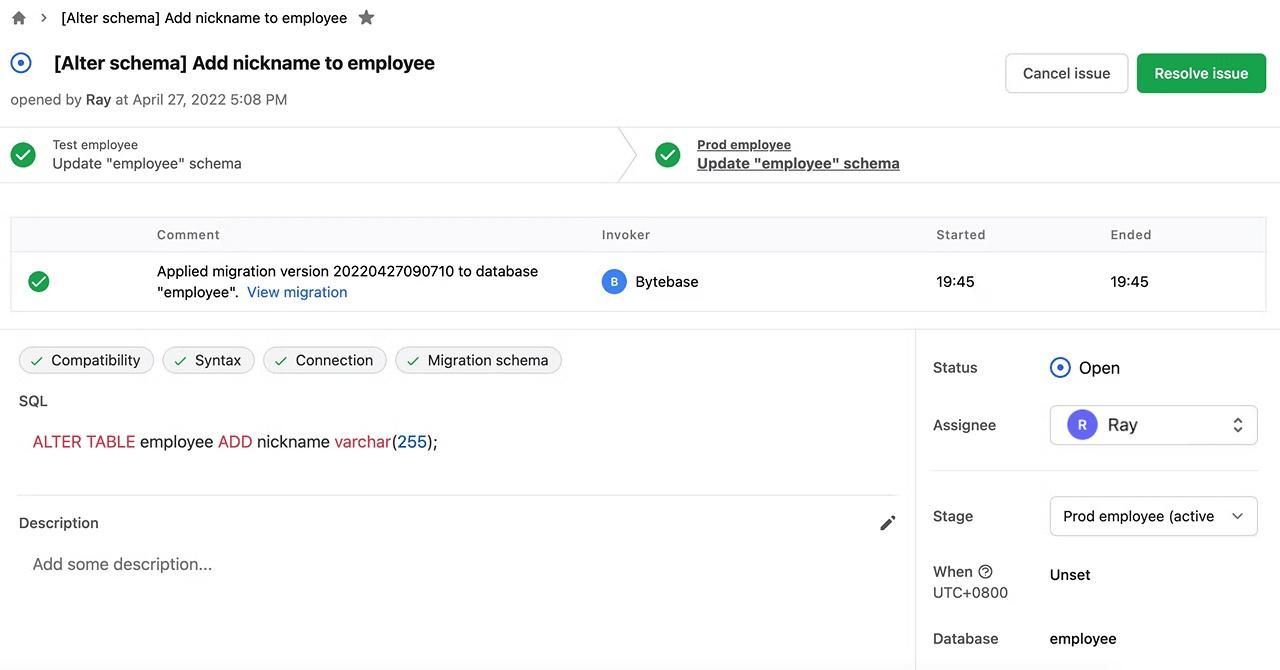 [Alter schema] Add nickname to employee
[Alter schema] Add nickname to employee
Cancel issue
Resolve issue
opened by Ray at April 27, 2022 5:08 PM
Test employee
Update "employee" schema
Prod employee
Update "employee" schema
Comment
Invoker
Started
Ended
Applied migration version 20220427090710 to database
"employee". View migration
B
Bytebase
19:45
19:45
Compatibility
Syntax
Connection
Migration schema
SQL
ALTER TABLE employee ADD nickname varchar(255);
Description
Add some description...
Status
Open
Assignee
R
Ray
Stage
Prod employee (active
When
UTC+0800
Unset
Database
employee